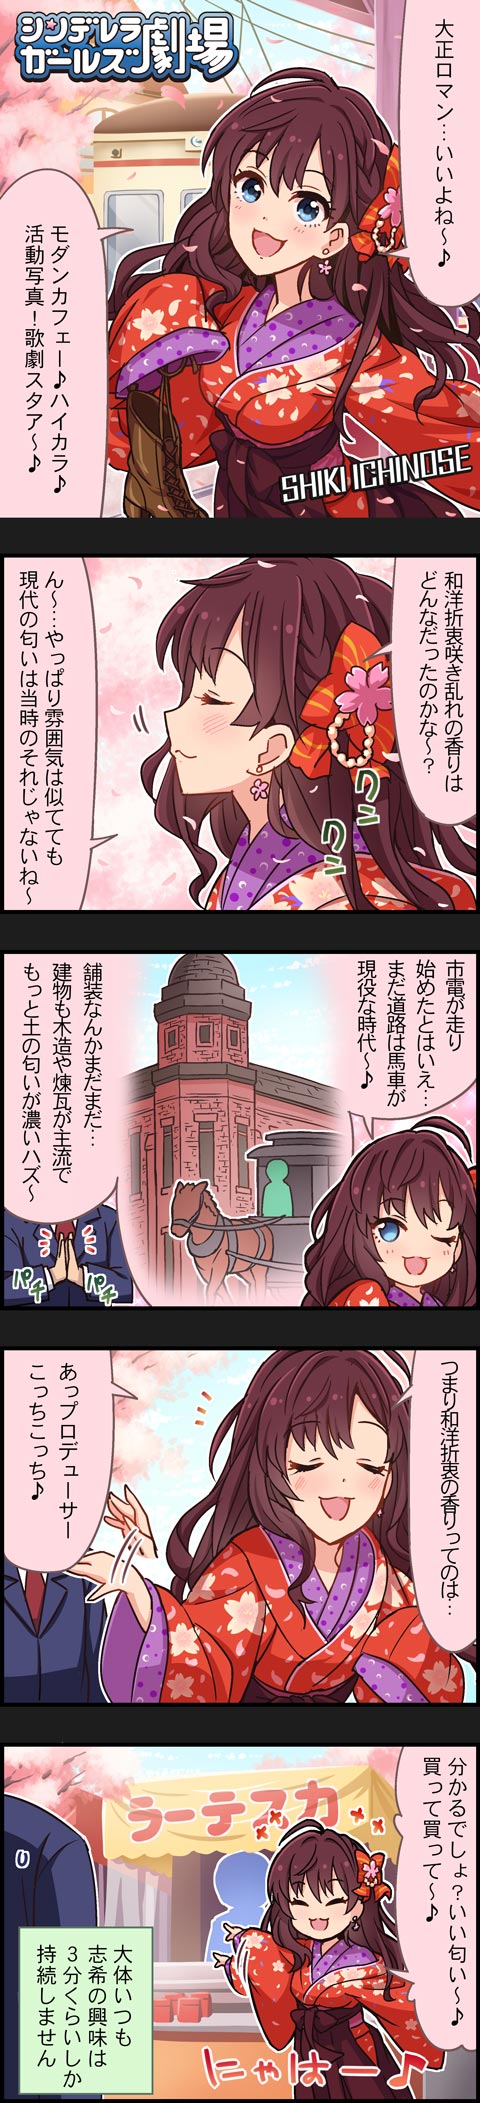 シンデレラ
ガールズ劇場
大正ロマン…いいよね～♪
モダンカフェー♪ハイカラ♪
活動写真！歌劇スタア～♪
SHIKI ICHINOSE
和洋折衷咲き乱れの香りは
どんなだったのかな～？
クン
クン
ん～…やっぱり雰囲気は似てても
現代の匂いは当時のそれじゃないね～
市電が走り
始めたとはいえ…
まだ道路は馬車が
現役な時代～♪
舗装なんかまだまだ…
建物も木造や煉瓦が主流で
もっと土の匂いが濃いハズ～
パチ
パチ
つまり和洋折衷の香りってのは…
あっプロデューサー
こっちこっち♪
分かるでしょ？いい匂い～♪
買って買って～♪
ラーテスカ
にゃはー♪
大体いつも
志希の興味は
３分くらいしか
持続しません